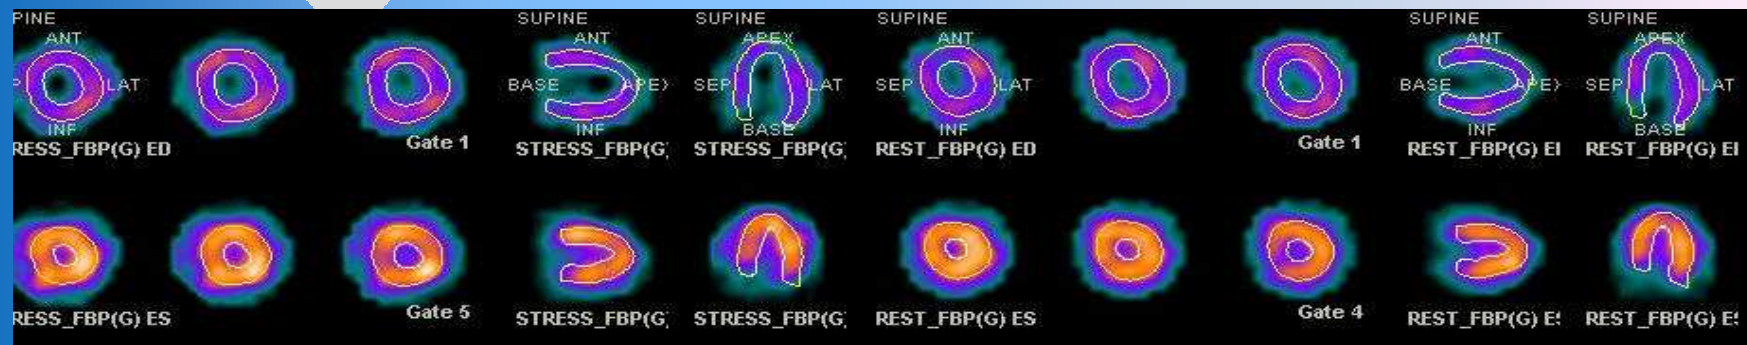 PINE SUPINE SUPINE SUPINE SUPINE SUPINE
ANT ANT APEX ANT ANT APEX
P LAT BASE APEX SEP LAT SEP LAT BASE APEX SEP LAT
INF INF BASE INF INF BASE
RESS_FBP(G) ED Gate 1 STRESS_FBP(G STRESS_FBP(G REST_FBP(G) ED Gate 1 REST_FBP(G) E REST_FBP(G) E
RESS_FBP(G) ES Gate 5 STRESS_FBP(G STRESS_FBP(G REST_FBP(G) ES Gate 4 REST_FBP(G) E REST_FBP(G) E